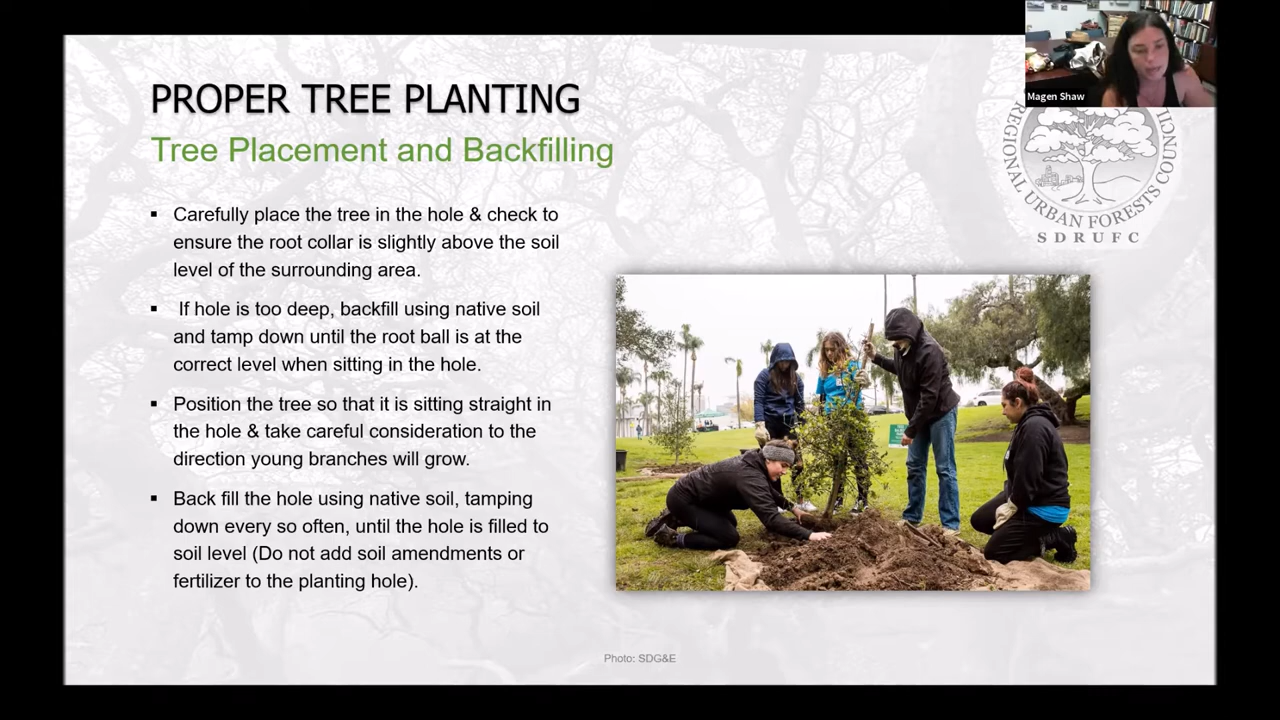 PROPER TREE PLANTING
Tree Placement and Backfilling
▪ Carefully place the tree in the hole & check to
ensure the root collar is slightly above the soil
level of the surrounding area.
▪ If hole is too deep, backfill using native soil
and tamp down until the root ball is at the
correct level when sitting in the hole.
▪ Position the tree so that it is sitting straight in
the hole & take careful consideration to the
direction young branches will grow.
▪ Back fill the hole using native soil, tamping
down every so often, until the hole is filled to
soil level (Do not add soil amendments or
fertilizer to the planting hole).
Photo: SDG&E
Magen Shaw
REGIONAL URBAN FORESTS COUNCIL
SDRUFC